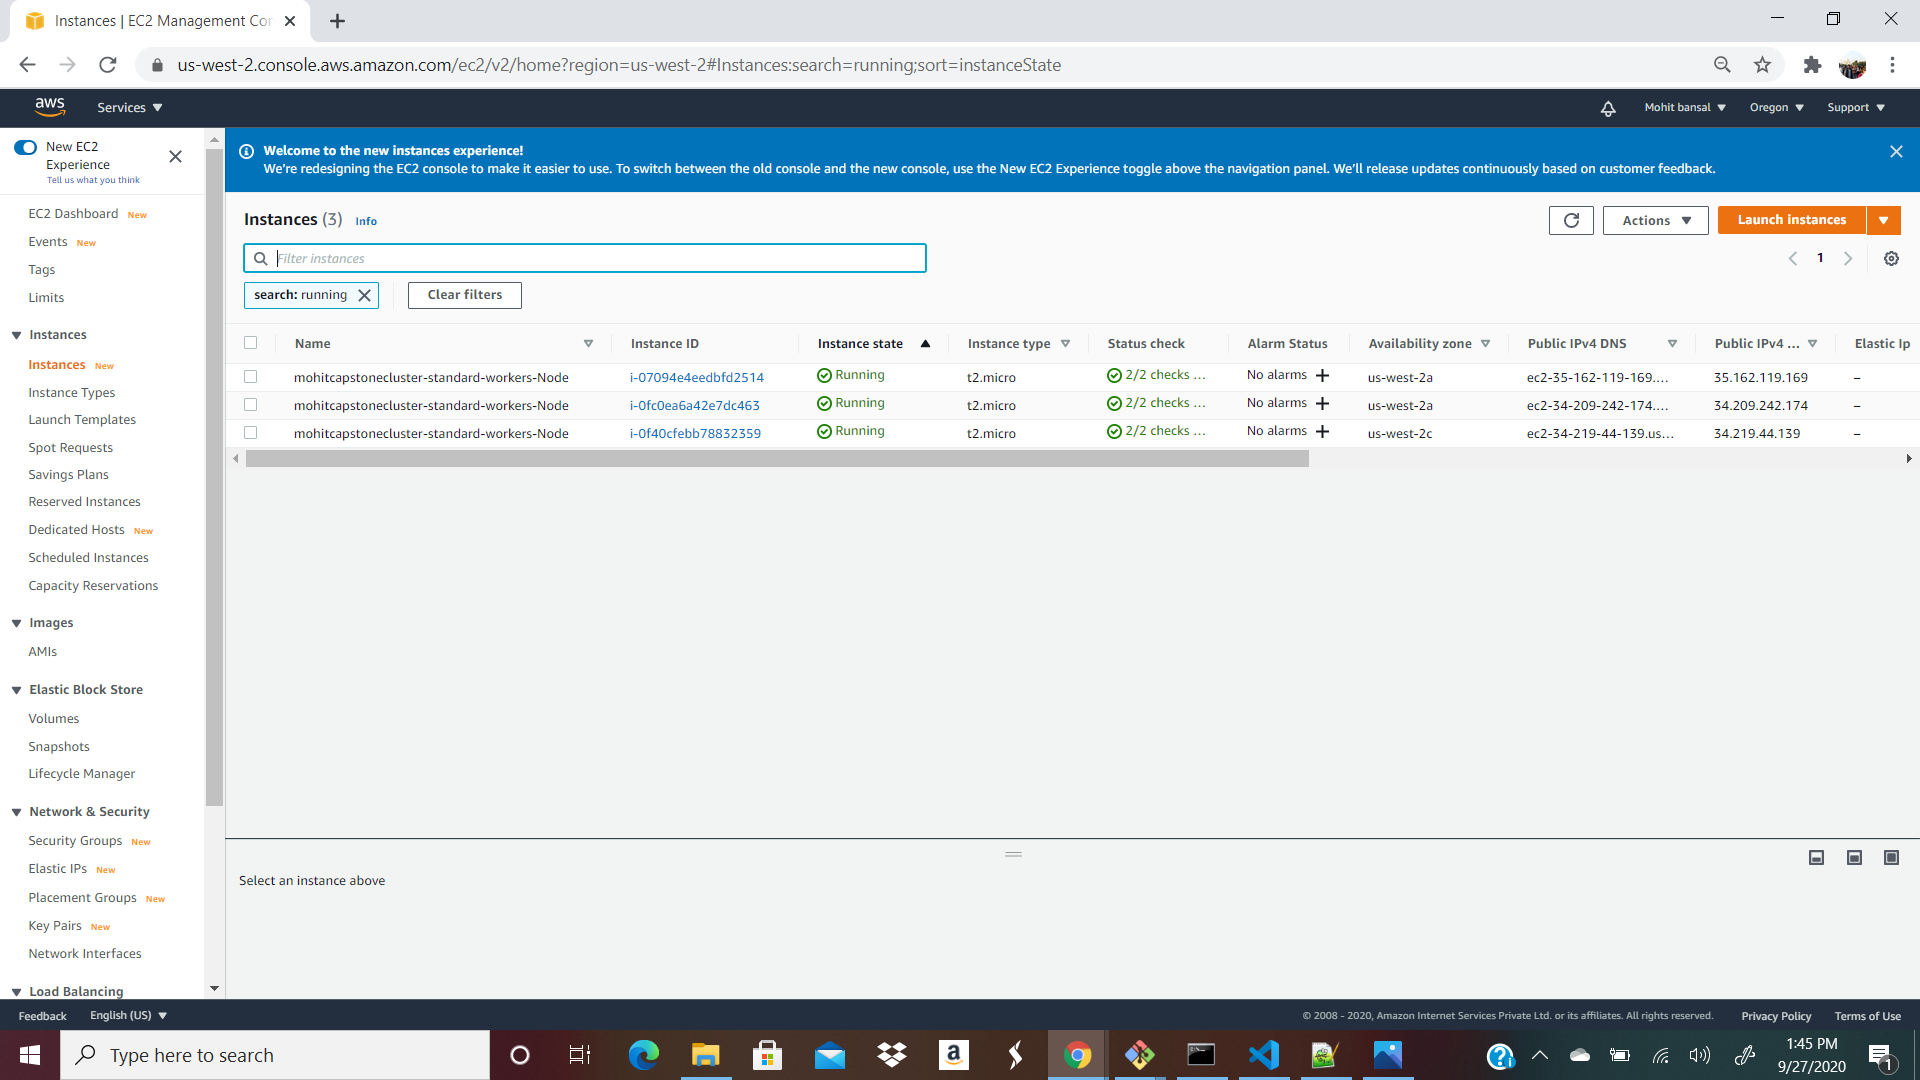 Instances | EC2 Management Con
us-west-2.console.aws.amazon.com/ec2/v2/home?region=us-west-2#Instances:search=running;sort=instanceState
aws Services Mohit bansal Oregon Support
New EC2 Experience
Tell us what you think
Welcome to the new instances experience!
We're redesigning the EC2 console to make it easier to use. To switch between the old console and the new console, use the New EC2 Experience toggle above the navigation panel. We'll release updates continuously based on customer feedback.
EC2 Dashboard New
Events New
Tags
Limits
Instances
Instances New
Instance Types
Launch Templates
Spot Requests
Savings Plans
Reserved Instances
Dedicated Hosts New
Scheduled Instances
Capacity Reservations
Images
AMIs
Elastic Block Store
Volumes
Snapshots
Lifecycle Manager
Network & Security
Security Groups New
Elastic IPs New
Placement Groups New
Key Pairs New
Network Interfaces
Load Balancing
Instances (3) Info
Actions Launch instances
Filter instances
1
search: running Clear filters
Name Instance ID Instance state Instance type Status check Alarm Status Availability zone Public IPv4 DNS Public IPv4 ... Elastic Ip
mohitcapstonecluster-standard-workers-Node i-07094e4eedbfd2514 Running t2.micro 2/2 checks ... No alarms + us-west-2a ec2-35-162-119-169.... 35.162.119.169 –
mohitcapstonecluster-standard-workers-Node i-0fc0ea6a42e7dc463 Running t2.micro 2/2 checks ... No alarms + us-west-2a ec2-34-209-242-174.... 34.209.242.174 –
mohitcapstonecluster-standard-workers-Node i-0f40cfebb78832359 Running t2.micro 2/2 checks ... No alarms + us-west-2c ec2-34-219-44-139.us... 34.219.44.139 –
Select an instance above
Feedback English (US) © 2008 - 2020, Amazon Internet Services Private Ltd. or its affiliates. All rights reserved. Privacy Policy Terms of Use
Type here to search
1:45 PM
9/27/2020
1